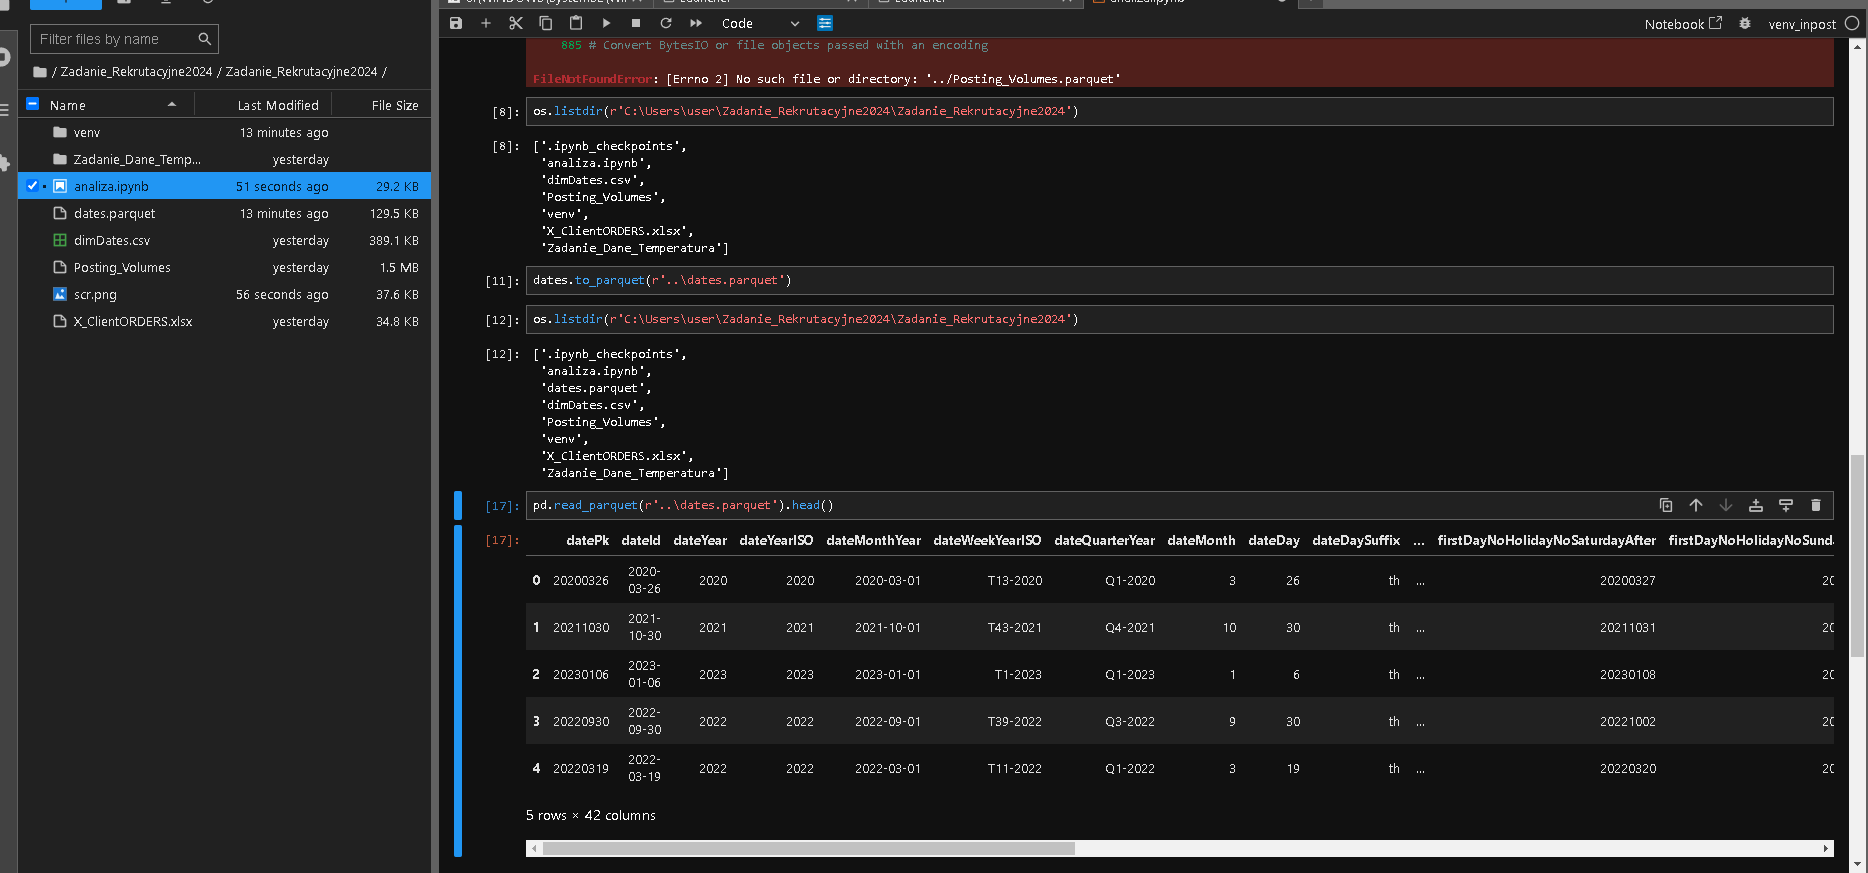 Code
Notebook
venv_inpost
Filter files by name
/ Zadanie_Rekrutacyjne2024 / Zadanie_Rekrutacyjne2024 /
Name Last Modified File Size
venv 13 minutes ago
Zadanie_Dane_Temp... yesterday
analiza.ipynb 51 seconds ago 29.2 KB
dates.parquet 13 minutes ago 129.5 KB
dimDates.csv yesterday 389.1 KB
Posting_Volumes yesterday 1.5 MB
scr.png 56 seconds ago 37.6 KB
X_ClientORDERS.xlsx yesterday 34.8 KB
885 # Convert BytesIO or file objects passed with an encoding
FileNotFoundError: [Errno 2] No such file or directory: '../Posting_Volumes.parquet'
[8]: os.listdir(r'C:\Users\user\Zadanie_Rekrutacyjne2024\Zadanie_Rekrutacyjne2024')
[8]: ['.ipynb_checkpoints',
'analiza.ipynb',
'dimDates.csv',
'Posting_Volumes',
'venv',
'X_ClientORDERS.xlsx',
'Zadanie_Dane_Temperatura']
[11]: dates.to_parquet(r'..\dates.parquet')
[12]: os.listdir(r'C:\Users\user\Zadanie_Rekrutacyjne2024\Zadanie_Rekrutacyjne2024')
[12]: ['.ipynb_checkpoints',
'analiza.ipynb',
'dates.parquet',
'dimDates.csv',
'Posting_Volumes',
'venv',
'X_ClientORDERS.xlsx',
'Zadanie_Dane_Temperatura']
[17]: pd.read_parquet(r'..\dates.parquet').head()
[17]: datePk dateId dateYear dateYearISO dateMonthYear dateWeekYearISO dateQuarterYear dateMonth dateDay dateDaySuffix ... firstDayNoHolidayNoSaturdayAfter firstDayNoHolidayNoSund
0 20200326 2020-03-26 2020 2020 2020-03-01 T13-2020 Q1-2020 3 26 th ... 20200327 20
1 20211030 2021-10-30 2021 2021 2021-10-01 T43-2021 Q4-2021 10 30 th ... 20211031 20
2 20230106 2023-01-06 2023 2023 2023-01-01 T1-2023 Q1-2023 1 6 th ... 20230108 20
3 20220930 2022-09-30 2022 2022 2022-09-01 T39-2022 Q3-2022 9 30 th ... 20221002 20
4 20220319 2022-03-19 2022 2022 2022-03-01 T11-2022 Q1-2022 3 19 th ... 20220320 20
5 rows × 42 columns